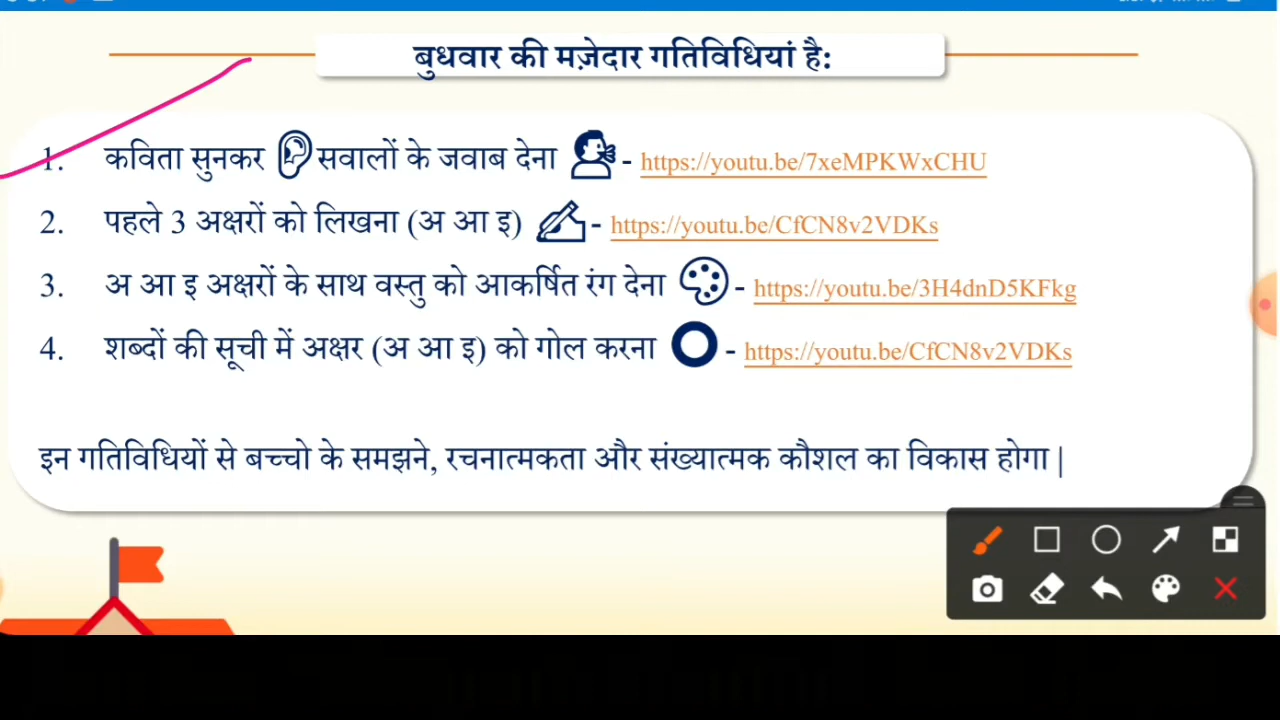 बुधवार की मज़ेदार गतिविधियां है:
1. कविता सुनकर सवालों के जवाब देना - https://youtu.be/7xeMPKWxCHU
2. पहले 3 अक्षरों को लिखना (अ आ इ) - https://youtu.be/CfCN8v2VDKs
3. अ आ इ अक्षरों के साथ वस्तु को आकर्षित रंग देना - https://youtu.be/3H4dnD5KFkg
4. शब्दों की सूची में अक्षर (अ आ इ) को गोल करना - https://youtu.be/CfCN8v2VDKs
इन गतिविधियों से बच्चो के समझने, रचनात्मकता और संख्यात्मक कौशल का विकास होगा |